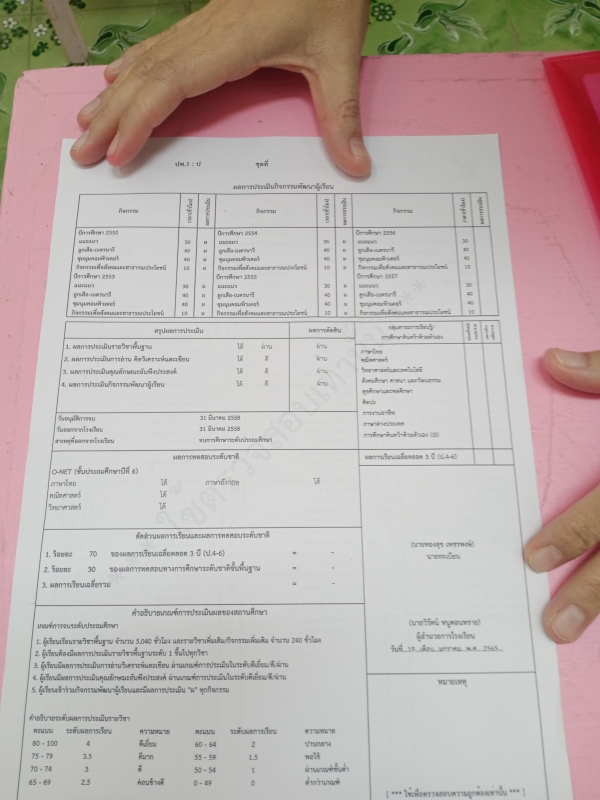 ปพ.1 : ป ชุดที่
ผลการประเมินกิจกรรมพัฒนาผู้เรียน
กิจกรรม เวลา(ชั่วโมง) ผลการประเมิน กิจกรรม เวลา(ชั่วโมง) ผลการประเมิน กิจกรรม เวลา(ชั่วโมง) ผลการประเมิน
ปีการศึกษา 2552 ปีการศึกษา 2554 ปีการศึกษา 2556
แนะแนว 30 ผ แนะแนว 30 ผ แนะแนว 30
ลูกเสือ-เนตรนารี 40 ผ ลูกเสือ-เนตรนารี 40 ผ ลูกเสือ-เนตรนารี 40
ชุมนุมคอมพิวเตอร์ 40 ผ ชุมนุมคอมพิวเตอร์ 40 ผ ชุมนุมคอมพิวเตอร์ 40
กิจกรรมเพื่อสังคมและสาธารณประโยชน์ 10 ผ กิจกรรมเพื่อสังคมและสาธารณประโยชน์ 10 ผ กิจกรรมเพื่อสังคมและสาธารณประโยชน์ 10
ปีการศึกษา 2553 ปีการศึกษา 2555 ปีการศึกษา 2557
แนะแนว 30 ผ แนะแนว 30 ผ แนะแนว 30
ลูกเสือ-เนตรนารี 40 ผ ลูกเสือ-เนตรนารี 40 ผ ลูกเสือ-เนตรนารี 40
ชุมนุมคอมพิวเตอร์ 40 ผ ชุมนุมคอมพิวเตอร์ 40 ผ ชุมนุมคอมพิวเตอร์ 40
กิจกรรมเพื่อสังคมและสาธารณประโยชน์ 10 ผ กิจกรรมเพื่อสังคมและสาธารณประโยชน์ 10 ผ กิจกรรมเพื่อสังคมและสาธารณประโยชน์ 10
สรุปผลการประเมิน ผลการตัดสิน
1. ผลการประเมินรายวิชาพื้นฐาน ได้ ผ่าน ผ่าน
2. ผลการประเมินการอ่าน คิดวิเคราะห์และเขียน ได้ ดี ผ่าน
3. ผลการประเมินคุณลักษณะอันพึงประสงค์ ได้ ดี ผ่าน
4. ผลการประเมินกิจกรรมพัฒนาผู้เรียน ได้ ผ่าน
วันอนุมัติการจบ 31 มีนาคม 2558
วันออกจากโรงเรียน 31 มีนาคม 2558
สาเหตุที่ออกจากโรงเรียน จบการศึกษาระดับประถมศึกษา
กลุ่มสาระการเรียนรู้/
การศึกษาค้นคว้าด้วยตนเอง
ภาษาไทย
คณิตศาสตร์
วิทยาศาสตร์และเทคโนโลยี
สังคมศึกษา ศาสนา และวัฒนธรรม
สุขศึกษาและพลศึกษา
ศิลปะ
การงานอาชีพ
ภาษาต่างประเทศ
การศึกษาค้นคว้าด้วยตัวเอง (IS)
ผลการเรียนเฉลี่ยตลอด 3 ปี (ป.4-6)
ผลการทดสอบระดับชาติ
O-NET (ชั้นประถมศึกษาปีที่ 6)
ภาษาไทย ได้ ภาษาอังกฤษ ได้
คณิตศาสตร์ ได้
วิทยาศาสตร์ ได้
สัดส่วนผลการเรียนและผลการทดสอบระดับชาติ
1. ร้อยละ 70 ของผลการเรียนเฉลี่ยตลอด 3 ปี (ป.4-6) = -
2. ร้อยละ 30 ของผลการทดสอบทางการศึกษาระดับชาติขั้นพื้นฐาน = -
3. ผลการเรียนเฉลี่ยรวม = -
(นายทองสุข เพชรพงษ์)
นายทะเบียน
(นายวิรัตน์ หนูดอนทราย)
ผู้อำนวยการโรงเรียน
วันที่ 19 เดือน มกราคม พ.ศ 2565
คำอธิบายเกณฑ์การประเมินผลของสถานศึกษา
เกณฑ์การจบระดับประถมศึกษา
1. ผู้เรียนเรียนรายวิชาพื้นฐาน จำนวน 5,040 ชั่วโมง และรายวิชาเพิ่มเติม/กิจกรรมเพิ่มเติม จำนวน 240 ชั่วโมง
2. ผู้เรียนต้องมีผลการประเมินรายวิชาพื้นฐานระดับ 1 ขึ้นไปทุกวิชา
3. ผู้เรียนมีผลการประเมินการอ่านวิเคราะห์และเขียน ผ่านเกณฑ์การประเมินในระดับดีเยี่ยม/ดี/ผ่าน
4. ผู้เรียนมีผลการประเมินคุณลักษณะอันพึงประสงค์ ผ่านเกณฑ์การประเมินในระดับดีเยี่ยม/ดี/ผ่าน
5. ผู้เรียนเข้าร่วมกิจกรรมพัฒนาผู้เรียนและมีผลการประเมิน "ผ" ทุกกิจกรรม
คำอธิบายระดับผลการประเมินรายวิชา
คะแนน ระดับผลการเรียน ความหมาย คะแนน ระดับผลการเรียน ความหมาย
80 - 100 4 ดีเยี่ยม 60 - 64 2 ปานกลาง
75 - 79 3.5 ดีมาก 55 - 59 1.5 พอใช้
70 - 74 3 ดี 50 - 54 1 ผ่านเกณฑ์ขั้นต่ำ
65 - 69 2.5 ค่อนข้างดี 0 - 49 0 ต่ำกว่าเกณฑ์
หมายเหตุ
[ *** ใช้เพื่อตรวจสอบความถูกต้องเท่านั้น *** ]